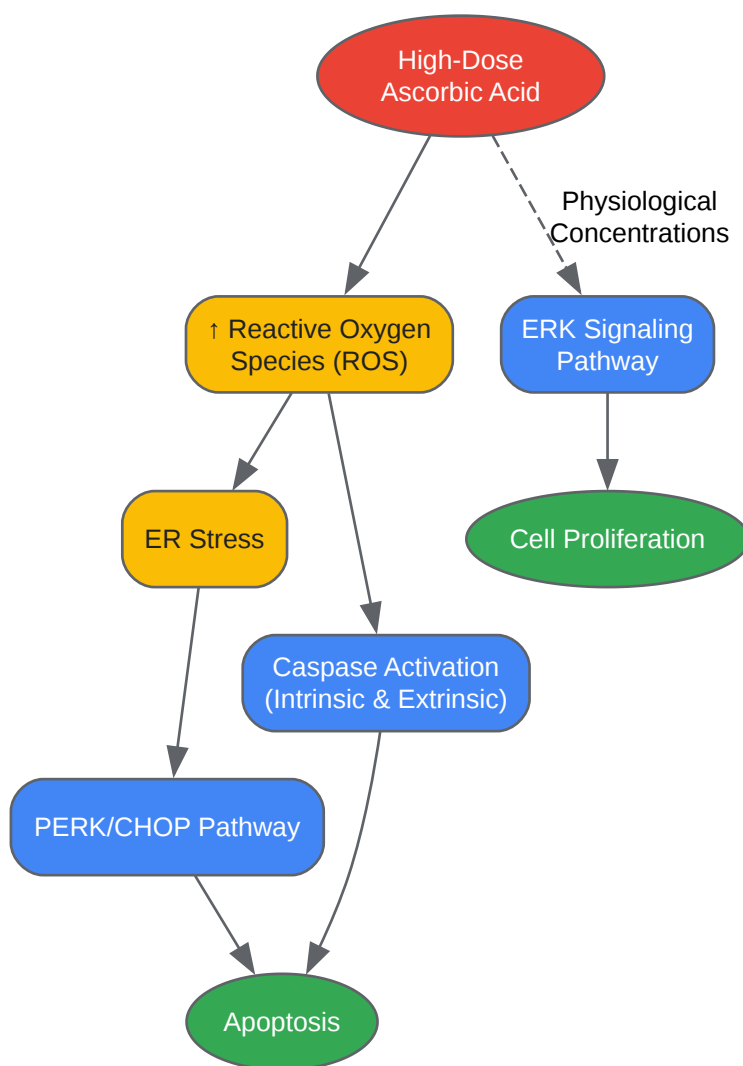 High-Dose
Ascorbic Acid
Physiological
Concentrations
↑ Reactive Oxygen
Species (ROS)
ERK Signaling
Pathway
ER Stress
Cell Proliferation
Caspase Activation
(Intrinsic & Extrinsic)
PERK/CHOP Pathway
Apoptosis